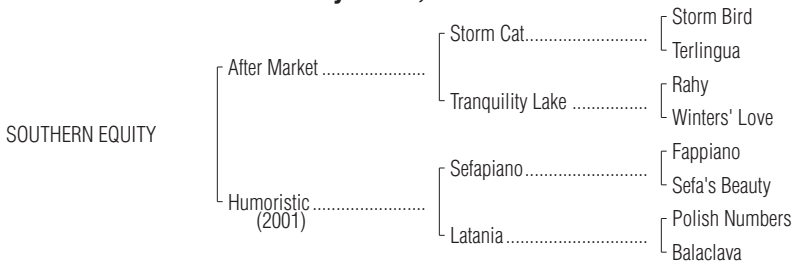 Storm Bird
Storm Cat..........................
Terlingua
After Market ......................
Rahy
Tranquility Lake ................
Winters' Love
SOUTHERN EQUITY
Fappiano
Sefapiano..........................
Sefa's Beauty
Humoristic ........................
(2001)
Polish Numbers
Latania..............................
Balaclava